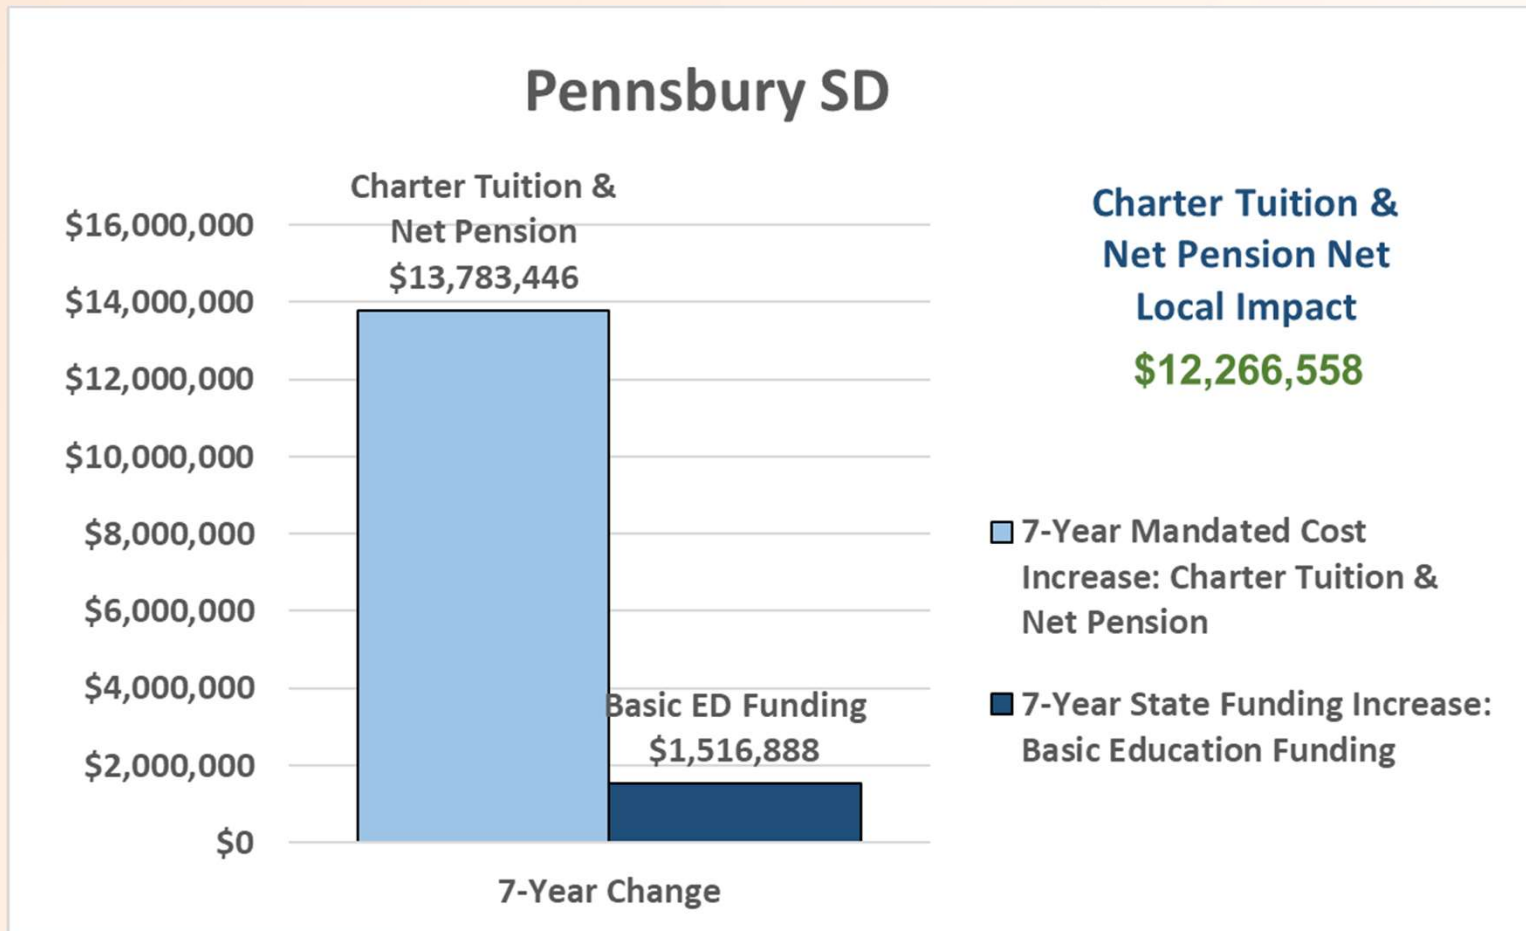 Pennsbury SD
Charter Tuition &
Net Pension
$13,783,446
$16,000,000
$14,000,000
$12,000,000
$10,000,000
$8,000,000
$6,000,000
$4,000,000
$2,000,000
$0
Basic ED Funding
$1,516,888
7-Year Change
Charter Tuition &
Net Pension Net
Local Impact
$12,266,558
7-Year Mandated Cost
Increase: Charter Tuition &
Net Pension
7-Year State Funding Increase:
Basic Education Funding